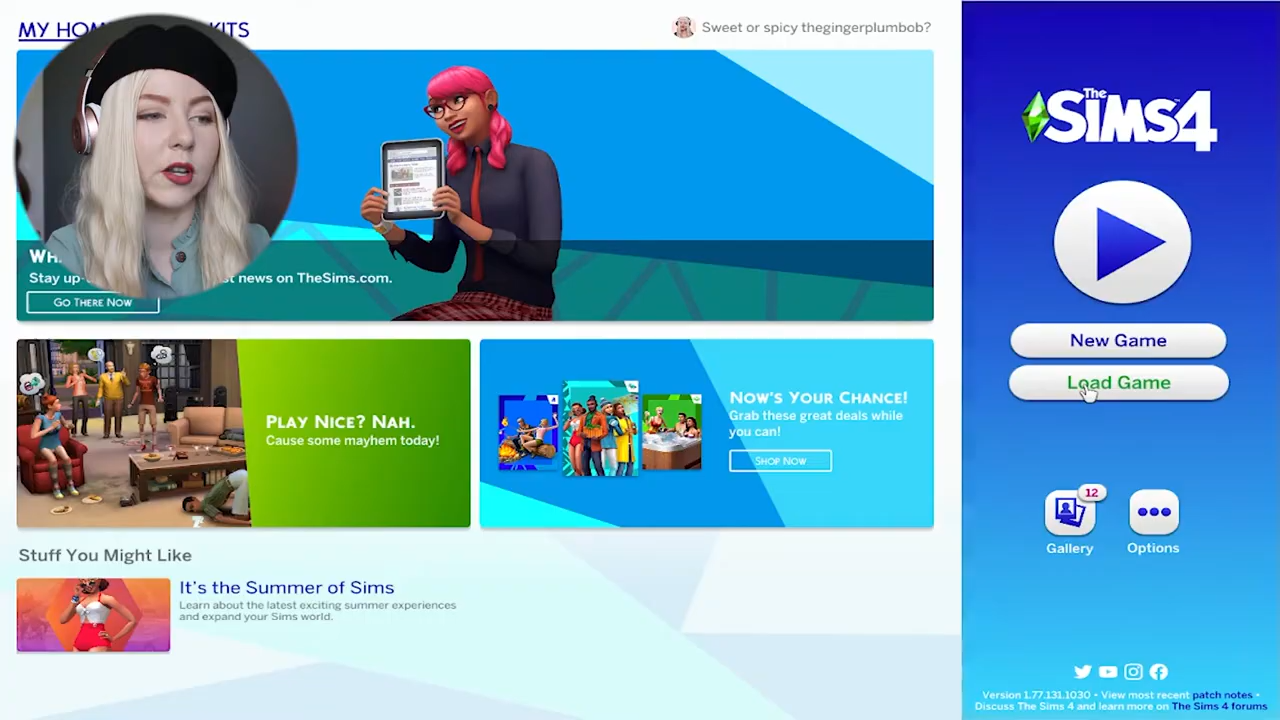 MY HO
KITS
Sweet or spicy thegingerplumbob?
The SiMS 4
WH
Stay up-
t news on TheSims.com.
GO THERE NOW
New Game
Load Game
PLAY NICE? NAH.
Cause some mayhem today!
NOW'S YOUR CHANCE!
Grab these great deals while
you can!
SHOP NOW
12
Gallery
Options
Stuff You Might Like
It's the Summer of Sims
Learn about the latest exciting summer experiences
and expand your Sims world.
Version 1.77.131.1030 • View most recent patch notes •
Discuss The Sims 4 and learn more on The Sims 4 forums